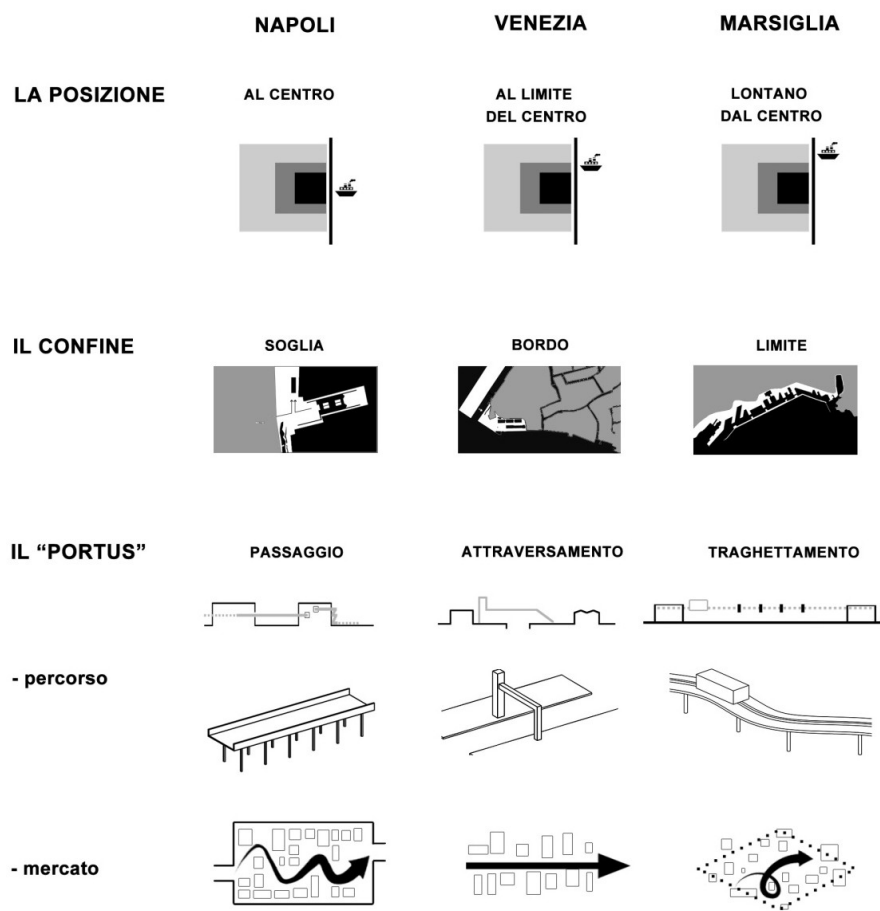 NAPOLI VENEZIA MARSIGLIA
LA POSIZIONE AL CENTRO AL LIMITE LONTANO
DEL CENTRO DAL CENTRO
IL CONFINE SOGLIA BORDO LIMITE
IL “PORTUS” PASSAGGIO ATTRAVERSAMENTO TRAGHETTAMENTO
- percorso
- mercato